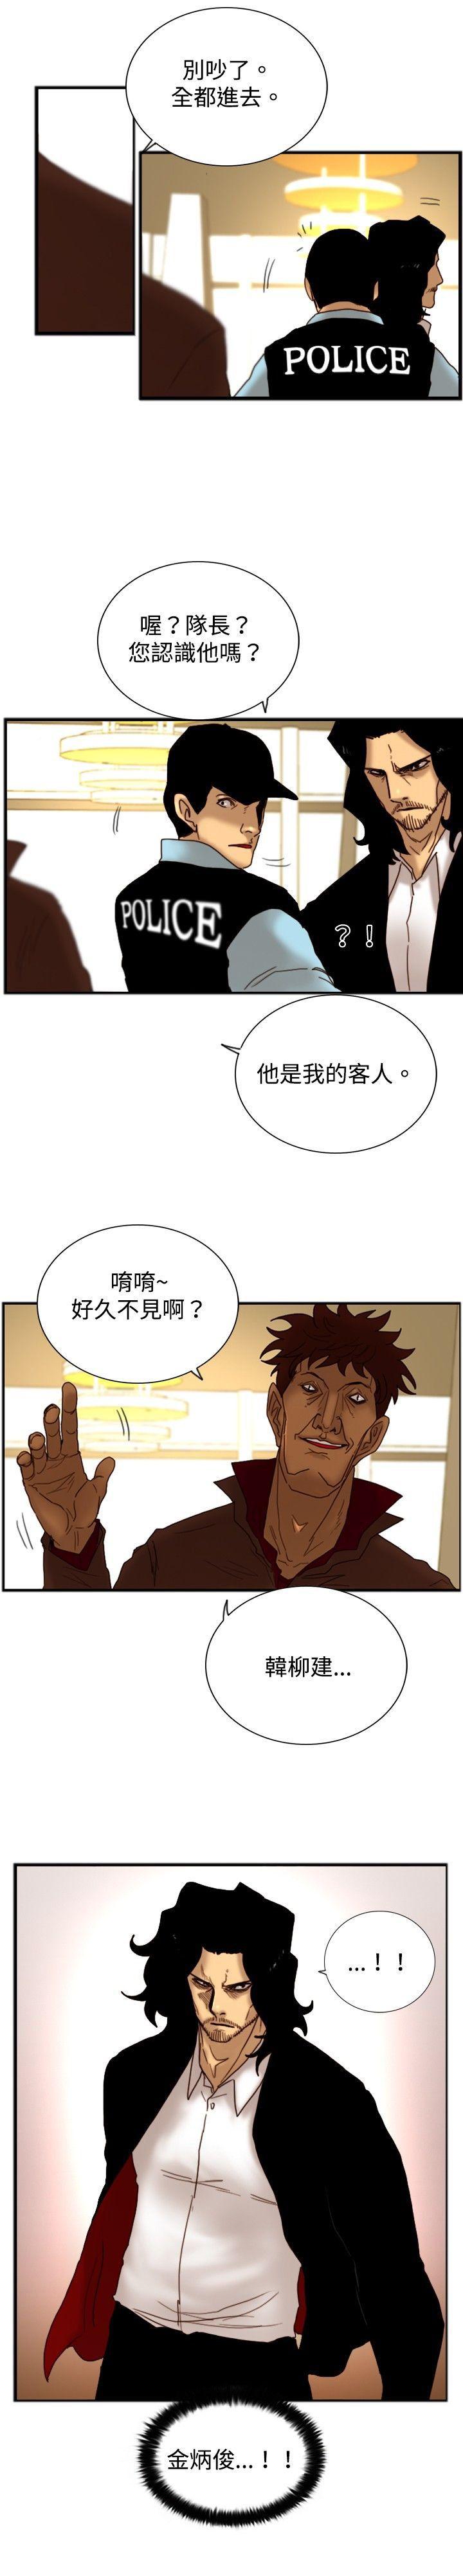 別吵了。
全都進去。
POLICE
喔？隊長？
您認識他嗎？
POLICE
？！
他是我的客人。
唷唷~
好久不見啊？
韓柳建...
...！！
金炳俊...！！